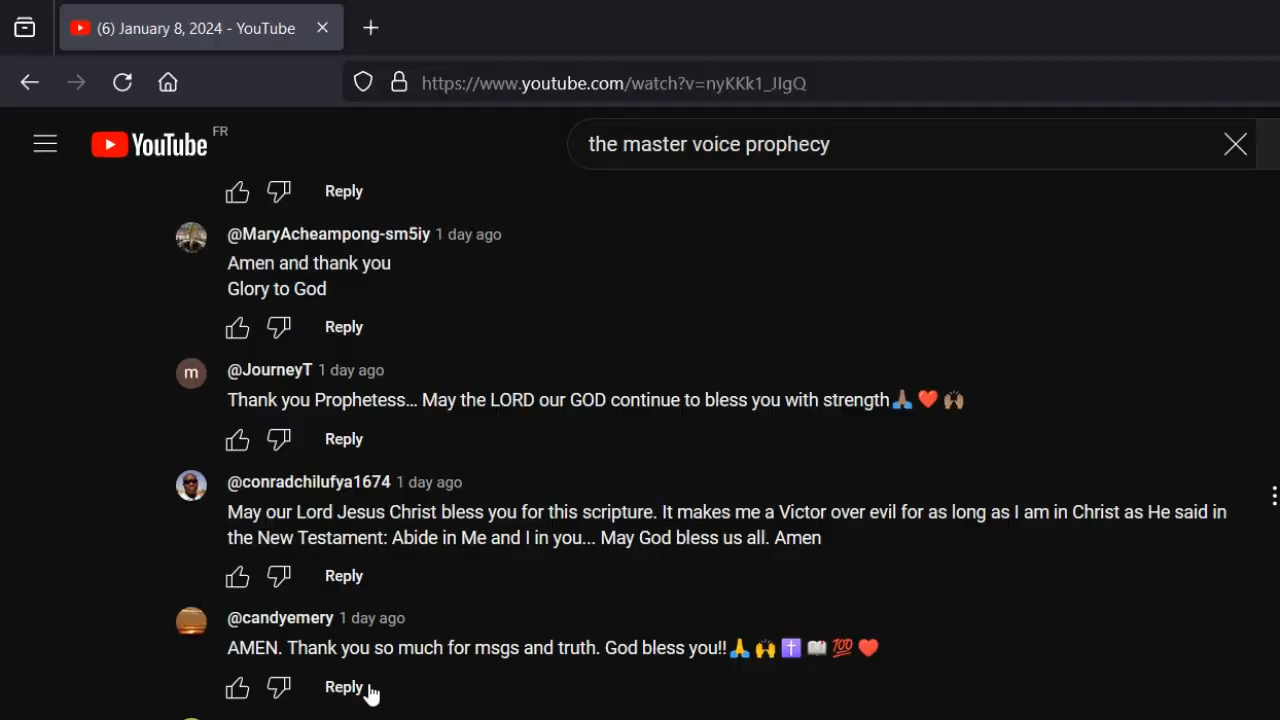 (6) January 8, 2024 - YouTube
https://www.youtube.com/watch?v=nyKKk1_JIgQ
YouTube FR
the master voice prophecy
Reply
@MaryAcheampong-sm5iy 1 day ago
Amen and thank you
Glory to God
Reply
m
@JourneyT 1 day ago
Thank you Prophetess... May the LORD our GOD continue to bless you with strength🙏🏽 ❤️ 🙌🏽
Reply
@conradchilufya1674 1 day ago
May our Lord Jesus Christ bless you for this scripture. It makes me a Victor over evil for as long as I am in Christ as He said in
the New Testament: Abide in Me and I in you... May God bless us all. Amen
Reply
@candyemery 1 day ago
AMEN. Thank you so much for msgs and truth. God bless you!!🙏 🙌 ✝️ 📖 💯 ❤️
Reply